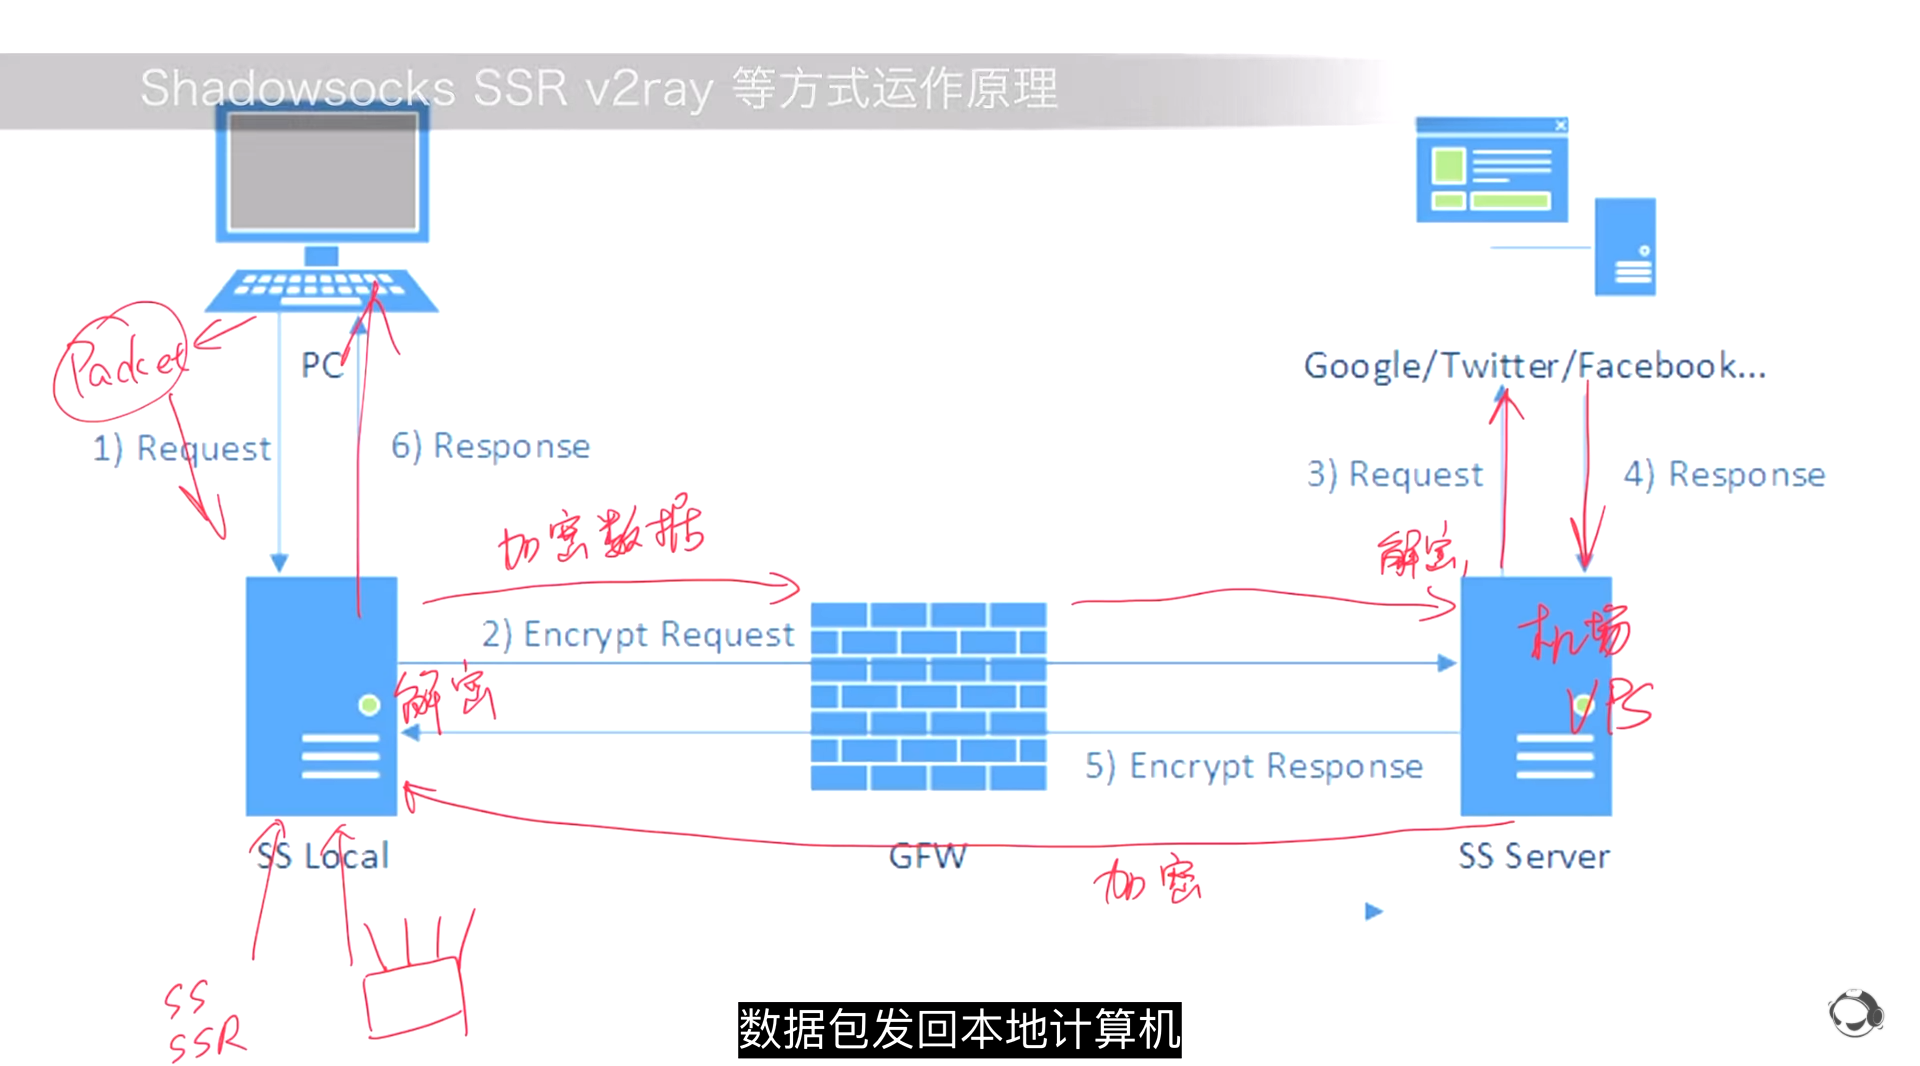 Shadowsocks SSR v2ray 等方式运作原理
Packet
PC
Google/Twitter/Facebook...
1) Request
6) Response
3) Request
4) Response
加密数据
解密
2) Encrypt Request
机场
VPS
解密
5) Encrypt Response
SS Local
GFW
SS Server
加密
SS
SSR
数据包发回本地计算机